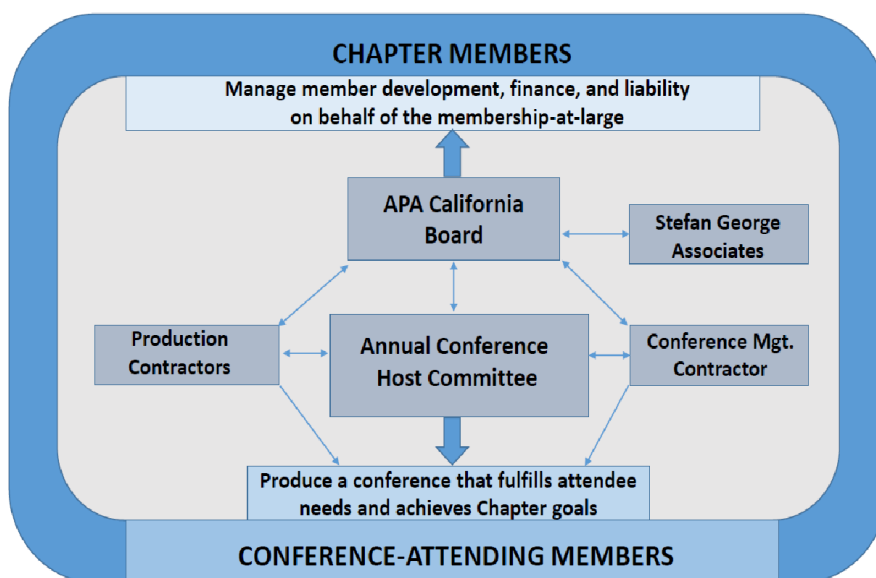 CHAPTER MEMBERS
Manage member development, finance, and liability
on behalf of the membership-at-large
APA California
Board
Stefan George
Associates
Production
Contractors
Annual Conference
Host Committee
Conference Mgt.
Contractor
Produce a conference that fulfills attendee
needs and achieves Chapter goals
CONFERENCE-ATTENDING MEMBERS